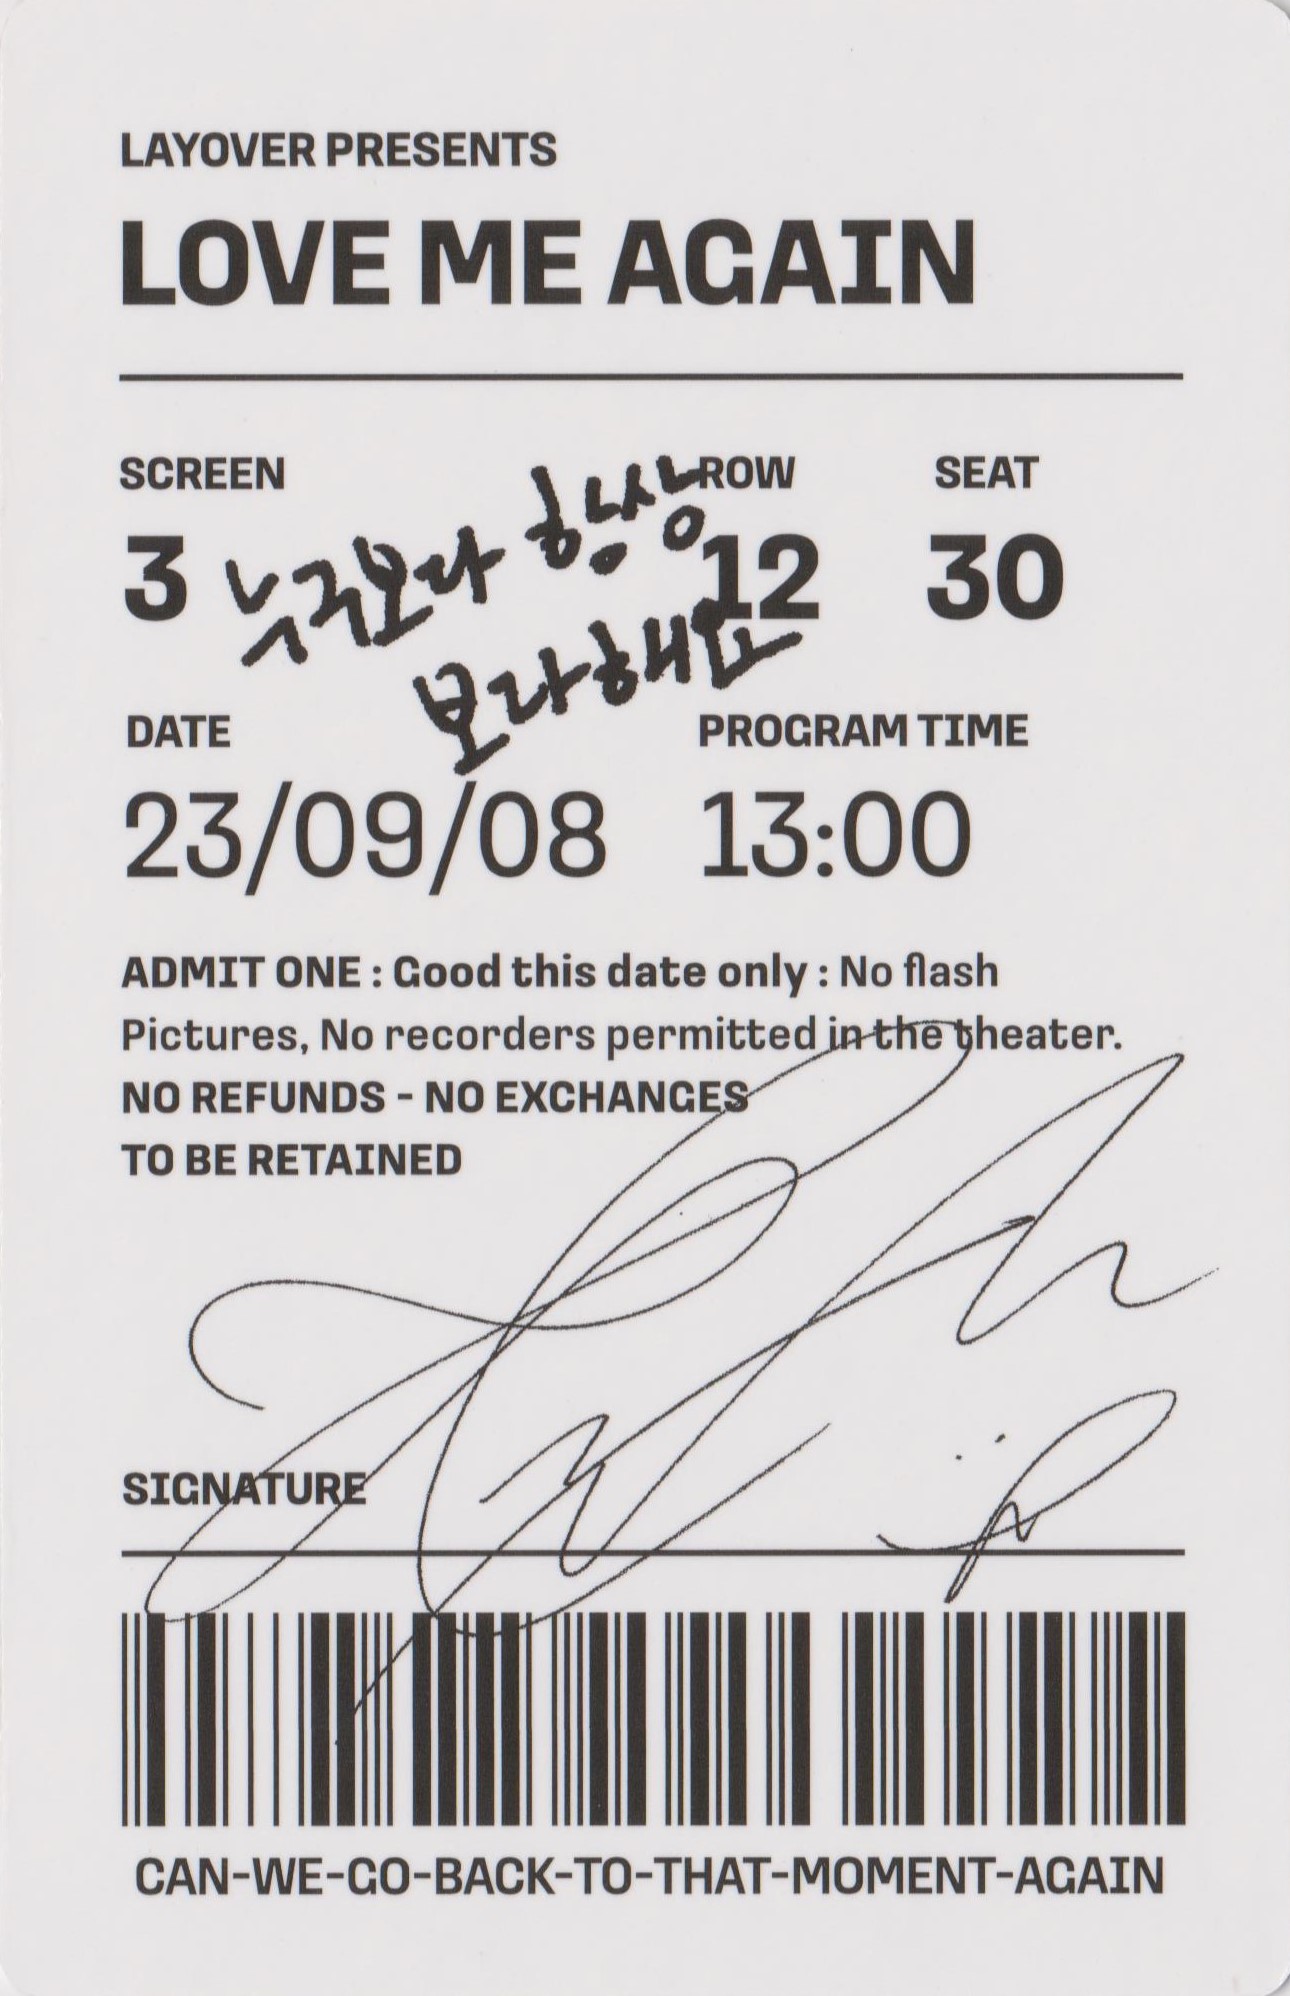 LAYOVER PRESENTS
LOVE ME AGAIN
SCREEN ROW SEAT
3 12 30
누구보다 항상
보라해요
DATE PROGRAM TIME
23/09/08 13:00
ADMIT ONE : Good this date only : No flash
Pictures, No recorders permitted in the theater.
NO REFUNDS - NO EXCHANGES
TO BE RETAINED
SIGNATURE
CAN-WE-GO-BACK-TO-THAT-MOMENT-AGAIN